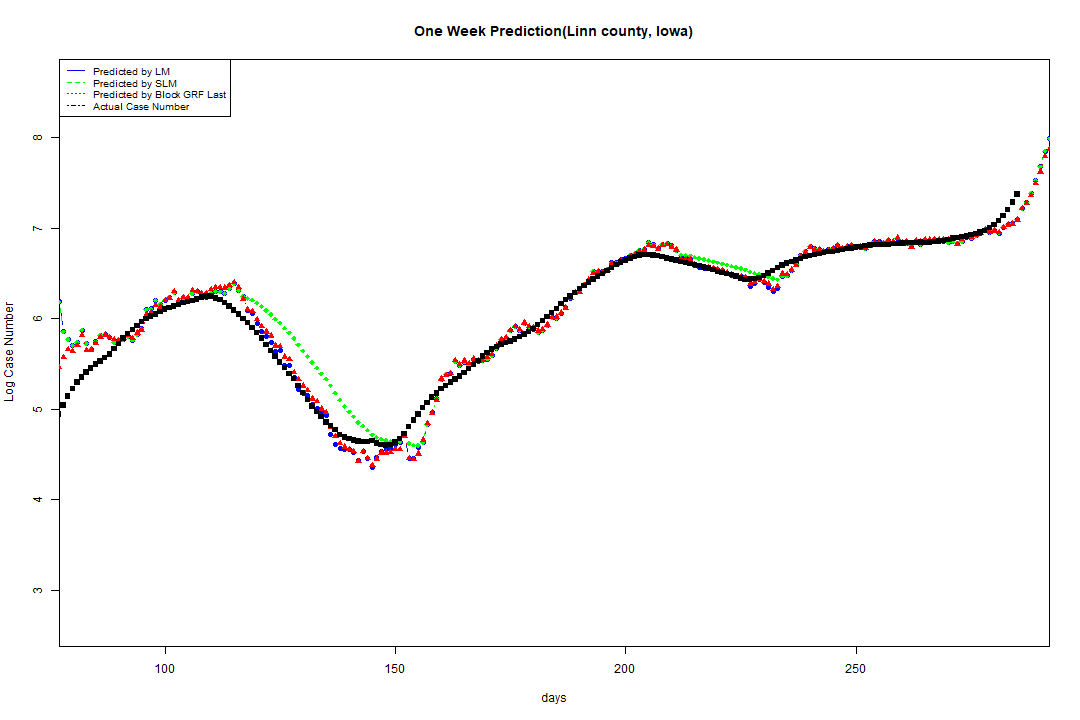 One Week Prediction(Linn county, Iowa)
Predicted by LM
Predicted by SLM
Predicted by Block GRF Last
Actual Case Number
8
7
6
5
4
3
Log Case Number
100 150 200 250
days